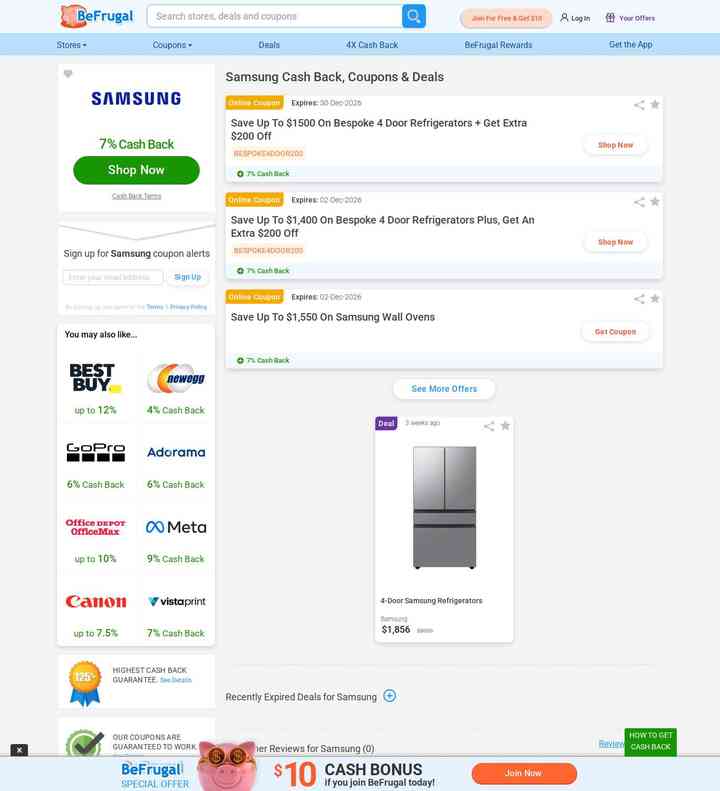 BeFrugal
Search stores, deals and coupons
Join For Free & Get $10
Log In
Your Offers
Stores
Coupons
Deals
4X Cash Back
BeFrugal Rewards
Get the App
SAMSUNG
7% Cash Back
Shop Now
Cash Back Terms
Sign up for Samsung coupon alerts
Enter your email address
Sign Up
Terms & Privacy Policy
You may also like...
BEST
BUY
up to 12%
newegg
4% Cash Back
GoPro
6% Cash Back
Adorama
6% Cash Back
Office DEPOT
OfficeMax
up to 10%
Meta
9% Cash Back
Canon
up to 7.5%
vistaprint
7% Cash Back
125%
HIGHEST CASH BACK
GUARANTEE. See Details
OUR COUPONS ARE
GUARANTEED TO WORK.
Samsung Cash Back, Coupons & Deals
Online Coupon
Expires: 30-Dec-2026
Save Up To $1500 On Bespoke 4 Door Refrigerators + Get Extra
$200 Off
BESPOKE4DOOR200
Shop Now
7% Cash Back
Online Coupon
Expires: 02-Dec-2026
Save Up To $1,400 On Bespoke 4 Door Refrigerators Plus, Get An
Extra $200 Off
BESPOKE4DOOR200
Shop Now
7% Cash Back
Online Coupon
Expires: 02-Dec-2026
Save Up To $1,550 On Samsung Wall Ovens
Get Coupon
7% Cash Back
See More Offers
Deal
3 weeks ago
4-Door Samsung Refrigerators
Samsung
$1,856
Recently Expired Deals for Samsung
er Reviews for Samsung (0)
Review
HOW TO GET
CASH BACK
x
BeFrugal
SPECIAL OFFER
$10 CASH BONUS
if you join BeFrugal today!
Join Now